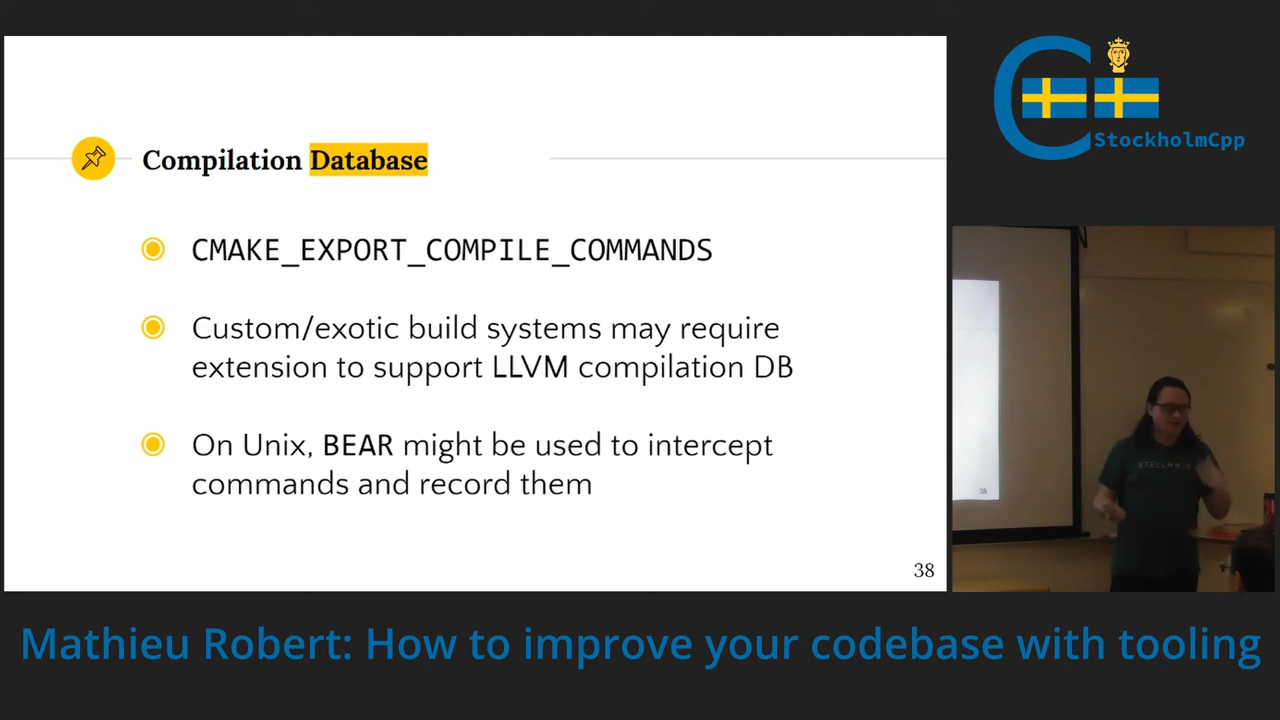 Compilation Database
CMAKE_EXPORT_COMPILE_COMMANDS
Custom/exotic build systems may require
extension to support LLVM compilation DB
On Unix, BEAR might be used to intercept
commands and record them
38
StockholmCpp
STELLARIS
38
Mathieu Robert: How to improve your codebase with tooling